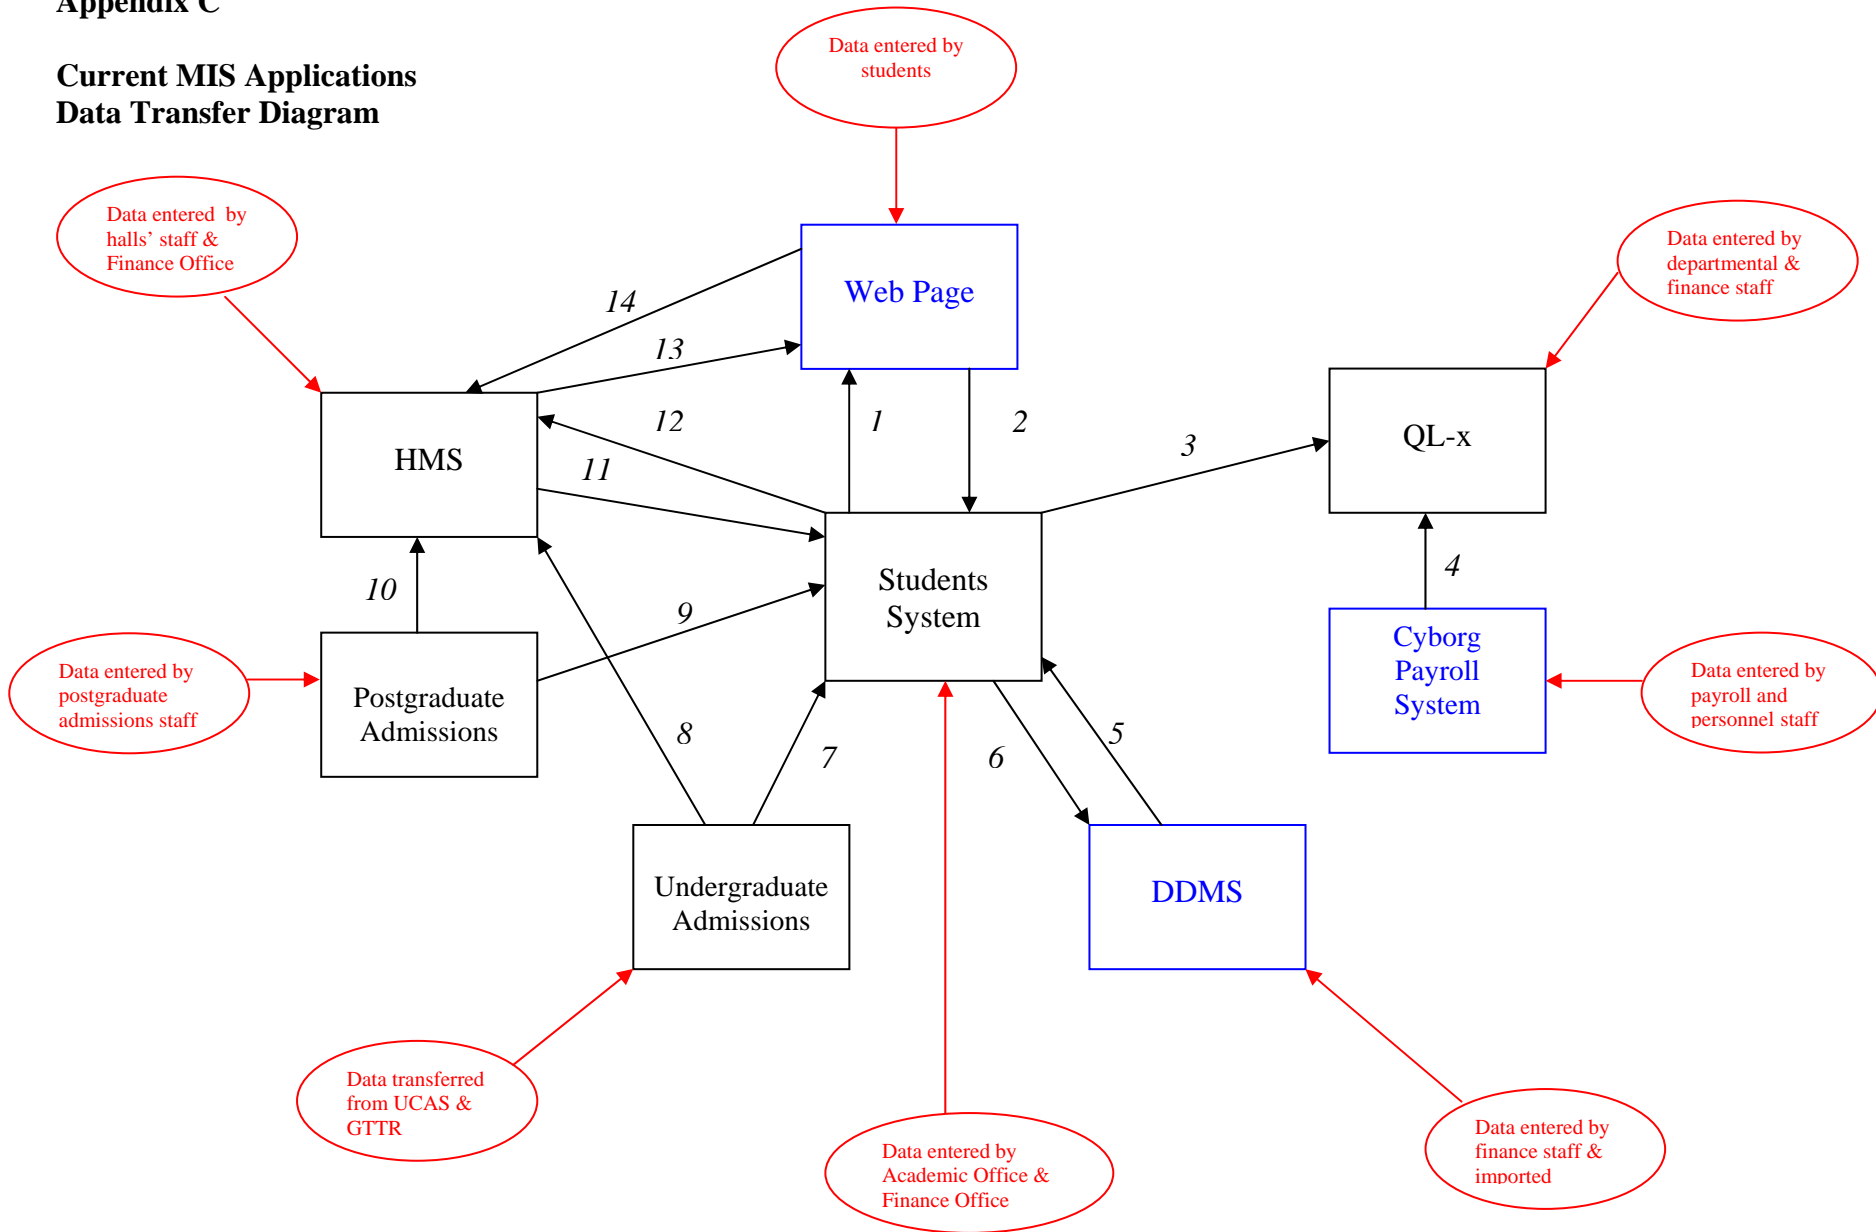 Appendix C
Current MIS Applications
Data Transfer Diagram
Data entered by
students
Data entered by
halls' staff &
Finance Office
Data entered by
departmental &
finance staff
Web Page
14
13
HMS
12
11
1
2
3
QL-x
4
Students
System
10
9
Data entered by
postgraduate
admissions staff
Postgraduate
Admissions
Cyborg
Payroll
System
Data entered by
payroll and
personnel staff
8
7
6
5
Undergraduate
Admissions
DDMS
Data transferred
from UCAS &
GTTR
Data entered by
Academic Office &
Finance Office
Data entered by
finance staff &
imported